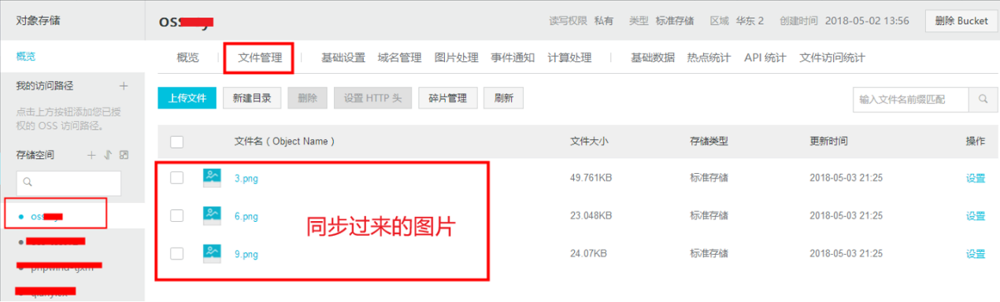 对象存储
读写权限 私有 类型 标准存储 区域 华东 2 创建时间 2018-05-02 13:56 删除 Bucket
概览
概览 文件管理 基础设置 域名管理 图片处理 事件通知 计算处理 基础数据 热点统计 API 统计 文件访问统计
我的访问路径
点击上方按钮添加您已授
权的 OSS 访问路径。
上传文件 新建目录 删除 设置 HTTP 头 碎片管理 刷新 输入文件名前缀匹配
存储空间
文件名 ( Object Name ) 文件大小 存储类型 更新时间 操作
3.png 49.761KB 标准存储 2018-05-03 21:25 设置
6.png 23.048KB 标准存储 2018-05-03 21:25 设置
同步过来的图片
9.png 24.07KB 标准存储 2018-05-03 21:25 设置